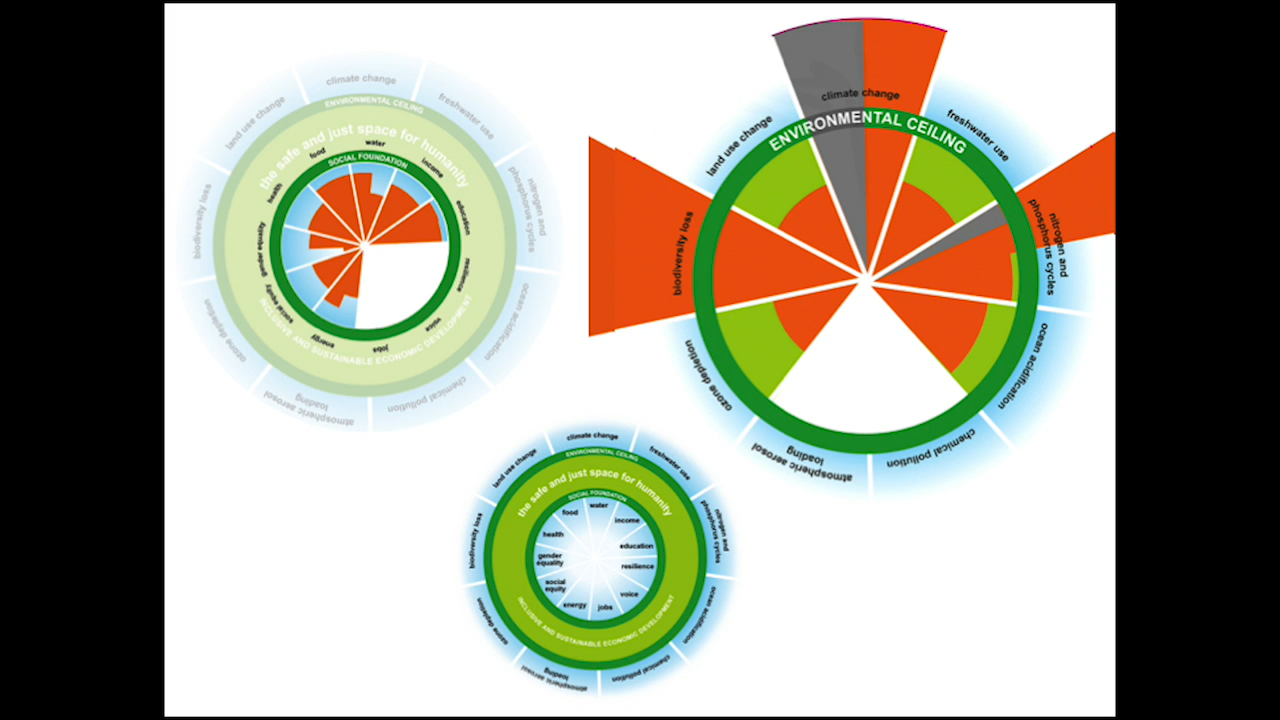 climate change
freshwater use
nitrogen and
phosphorus cycles
ocean acidification
chemical pollution
atmospheric aerosol
loading
ozone depletion
biodiversity loss
land use change
ENVIRONMENTAL CEILING
the safe and just space for humanity
SOCIAL FOUNDATION
water
income
education
resilience
voice
jobs
energy
social equity
gender equality
health
food
INCLUSIVE AND SUSTAINABLE ECONOMIC DEVELOPMENT
climate change
freshwater use
nitrogen and
phosphorus cycles
ocean acidification
chemical pollution
atmospheric aerosol
loading
ozone depletion
biodiversity loss
land use change
ENVIRONMENTAL CEILING
climate change
freshwater use
nitrogen and
phosphorus cycles
ocean acidification
chemical pollution
atmospheric aerosol
loading
ozone depletion
biodiversity loss
land use change
ENVIRONMENTAL CEILING
the safe and just space for humanity
SOCIAL FOUNDATION
water
income
education
resilience
voice
jobs
energy
social
equity
gender
equality
health
food
INCLUSIVE AND SUSTAINABLE ECONOMIC DEVELOPMENT